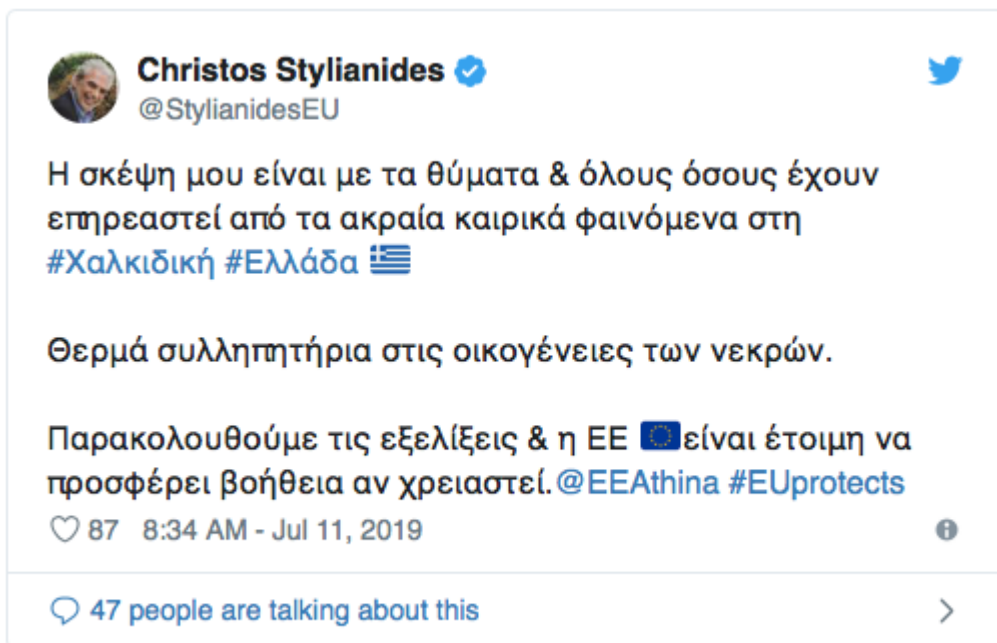 Christos Stylianides
@StylianidesEU
Η σκέψη μου είναι με τα θύματα & όλους όσους έχουν
επηρεαστεί από τα ακραία καιρικά φαινόμενα στη
#Χαλκιδική #Ελλάδα 🇬🇷
Θερμά συλληπητήρια στις οικογένειες των νεκρών.
Παρακολουθούμε τις εξελίξεις & η ΕΕ 🇪🇺είναι έτοιμη να
προσφέρει βοήθεια αν χρειαστεί.@EEAthina #EUprotects
87 8:34 AM - Jul 11, 2019
47 people are talking about this